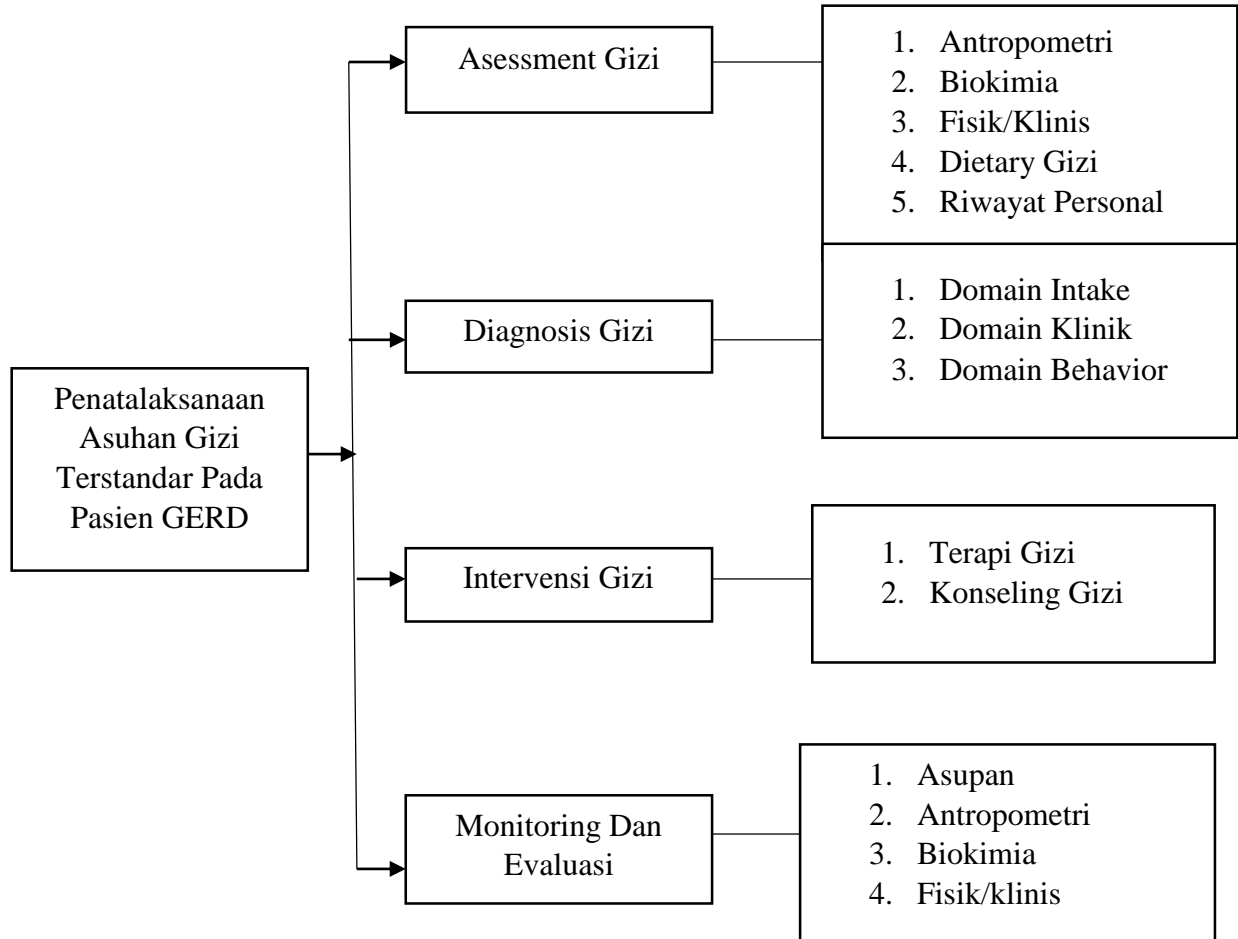 Penatalaksanaan
Asuhan Gizi
Terstandar Pada
Pasien GERD
Asessment Gizi
1. Antropometri
2. Biokimia
3. Fisik/Klinis
4. Dietary Gizi
5. Riwayat Personal
Diagnosis Gizi
1. Domain Intake
2. Domain Klinik
3. Domain Behavior
Intervensi Gizi
1. Terapi Gizi
2. Konseling Gizi
Monitoring Dan
Evaluasi
1. Asupan
2. Antropometri
3. Biokimia
4. Fisik/klinis